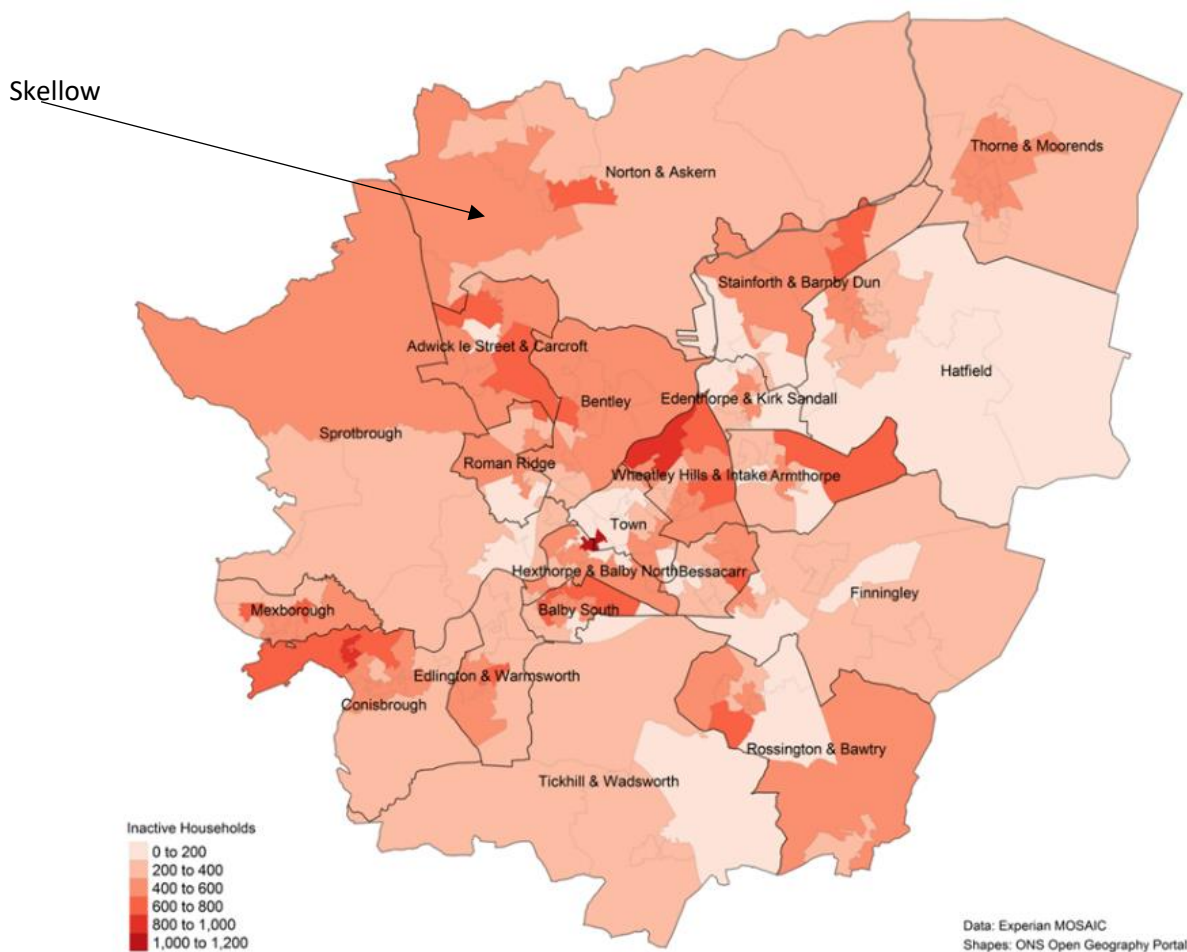 Skellow
Thorne & Moorends
Norton & Askern
Stainforth & Barnby Dun
Adwick le Street & Carcroft
Hatfield
Bentley
Edenthorpe & Kirk Sandall
Sprotbrough
Roman Ridge
Wheatley Hills & Intake
Armthorpe
Town
Hexthorpe & Balby North
Bessacarr
Finningley
Mexborough
Balby South
Edlington & Warmsworth
Conisbrough
Rossington & Bawtry
Tickhill & Wadsworth
Inactive Households
0 to 200
200 to 400
400 to 600
600 to 800
800 to 1,000
1,000 to 1,200
Data: Experian MOSAIC
Shapes: ONS Open Geography Portal